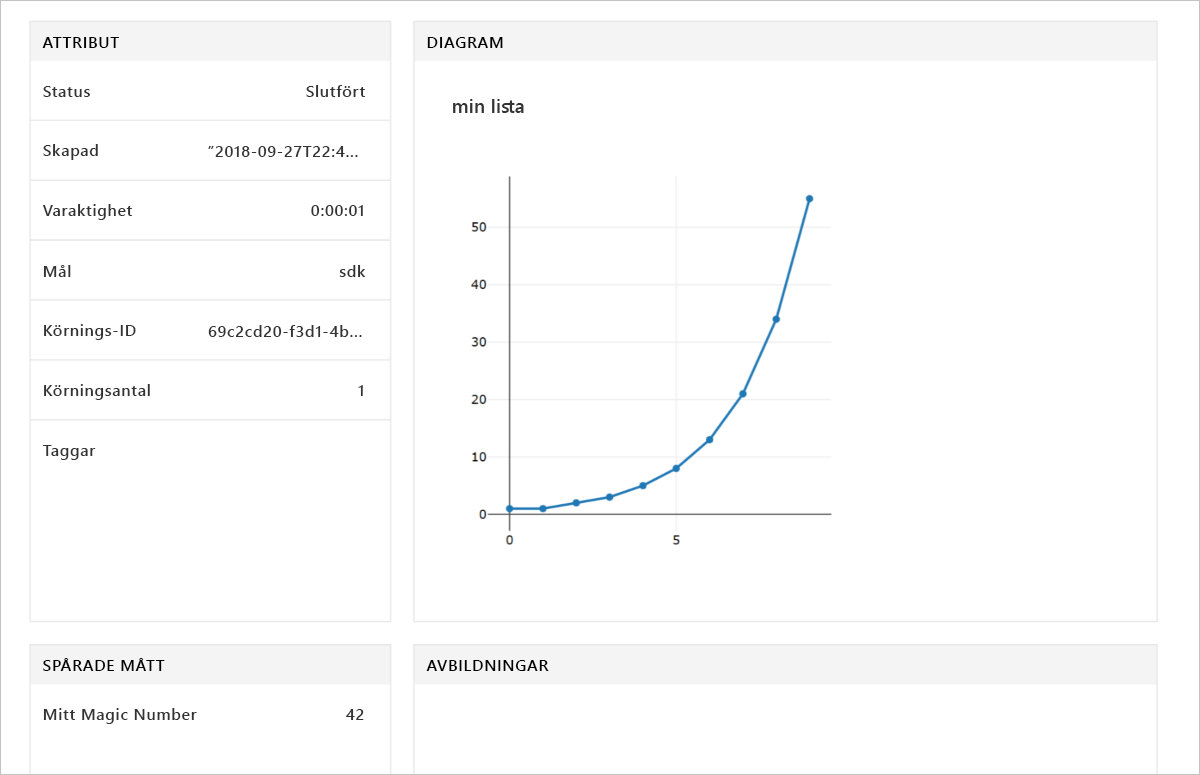 ATTRIBUT
Status Slutfört
Skapad "2018-09-27T22:4...
Varaktighet 0:00:01
Mål sdk
Körnings-ID 69c2cd20-f3d1-4b...
Körningsantal 1
Taggar
DIAGRAM
min lista
50
40
30
20
10
0
0 5
SPÅRADE MÅTT
Mitt Magic Number 42
AVBILDNINGAR